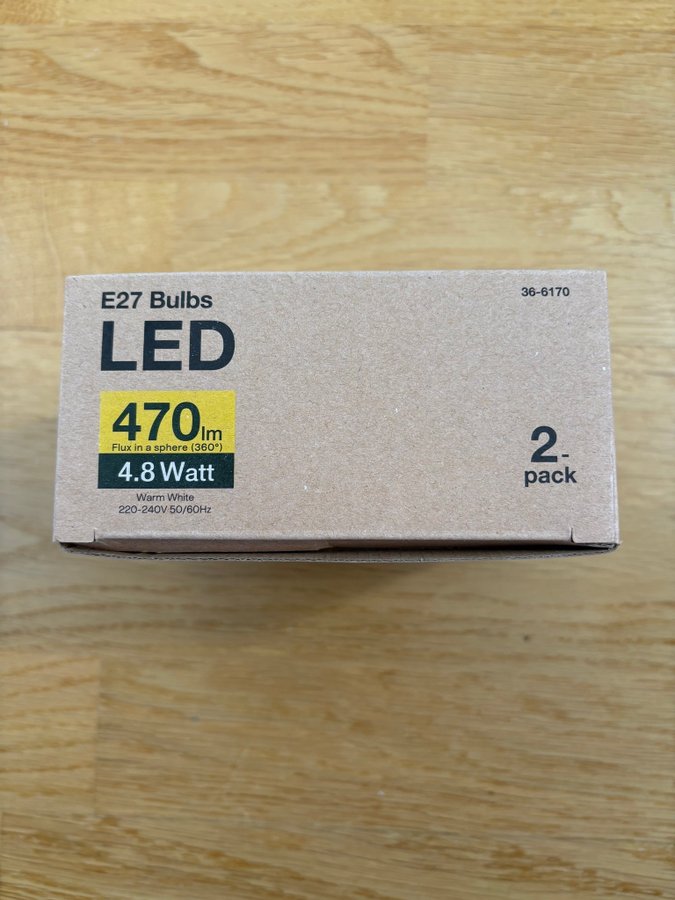 E27 Bulbs
36-6170
LED
470lm
Flux in a sphere (360°)
4.8 Watt
Warm White
220-240V 50/60Hz
2-
pack